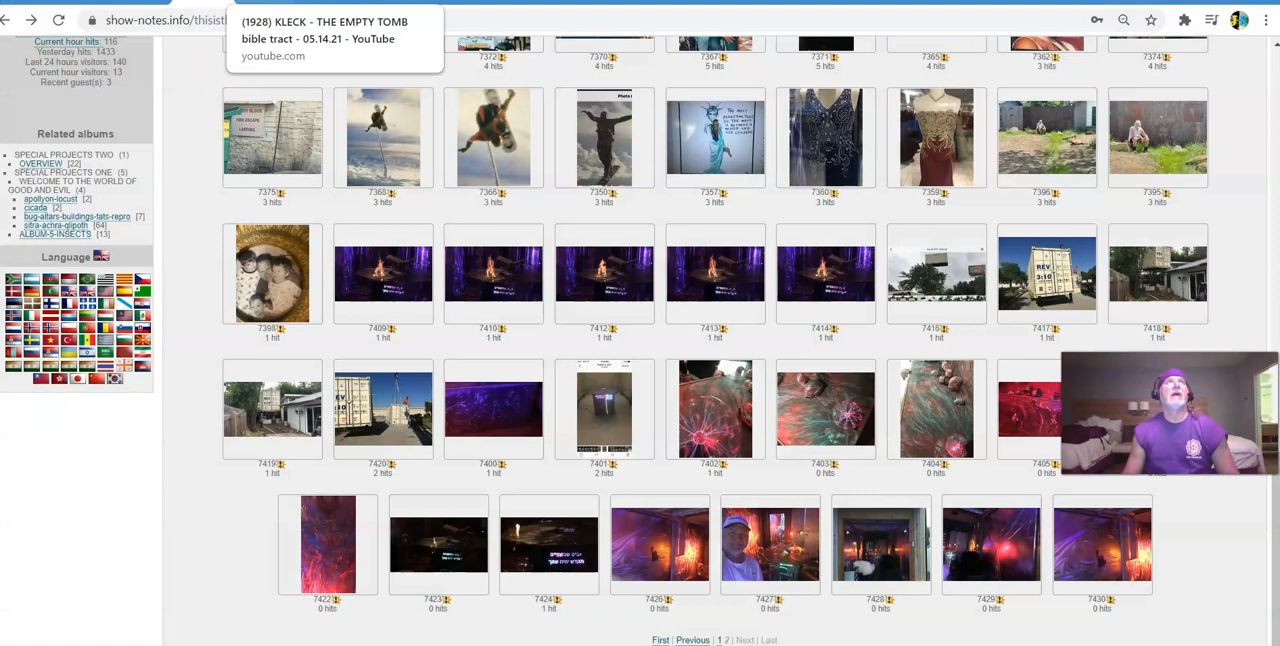 show-notes.info/thisist
(1928) KLECK - THE EMPTY TOMB
bible tract - 05.14.21 - YouTube
youtube.com
Current hour hits: 116
Yesterday hits: 1433
Last 24 hours visitors: 140
Current hour visitors: 13
Recent guest(s): 3
Related albums
SPECIAL PROJECTS TWO (1)
OVERVIEW [22]
SPECIAL PROJECTS ONE (5)
WELCOME TO THE WORLD OF
GOOD AND EVIL (4)
apollyon-locust [2]
cicada [2]
bug-altars-buildings-tats-repro [7]
sitra-achra-qlipoth [64]
ALBUM-5-INSECTS [13]
Language
7372 7370 7367 7371 7365 7362 7374
4 hits 4 hits 5 hits 5 hits 4 hits 3 hits 4 hits
FIRE ESCAPE
LANDING
THE MOST
7375 7368 7366 7350 7357 7360 7359 7396 7395
3 hits 3 hits 3 hits 3 hits 3 hits 3 hits 3 hits 3 hits 3 hits
REV
3:10
7398 7409 7410 7412 7413 7414 7416 7417 7418
1 hit 1 hit 1 hit 1 hit 1 hit 1 hit 1 hit 1 hit 1 hit
7419 7420 7400 7401 7402 7403 7404 7405
1 hit 2 hits 1 hit 2 hits 1 hit 0 hits 0 hits
7422 7423 7424 7426 7427 7428 7429 7430
0 hits 0 hits 1 hit 0 hits 0 hits 0 hits 0 hits 0 hits
First | Previous | 1 2 | Next | Last